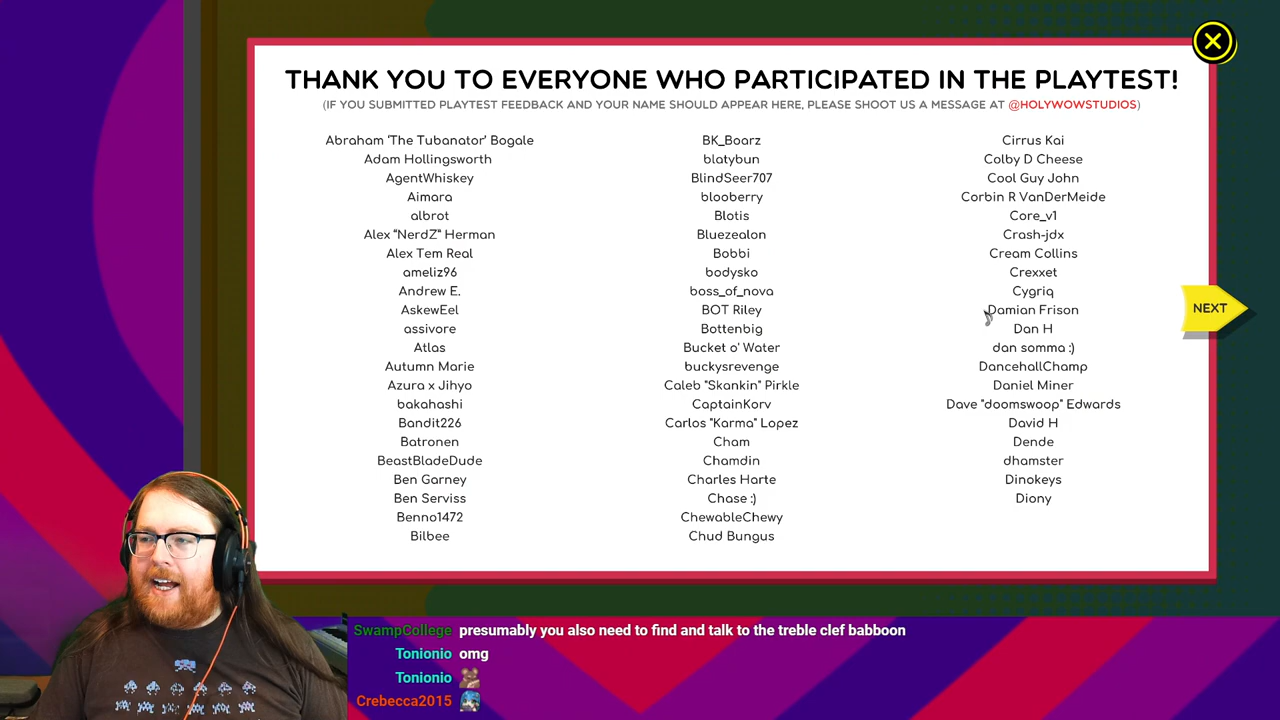 THANK YOU TO EVERYONE WHO PARTICIPATED IN THE PLAYTEST!
(IF YOU SUBMITTED PLAYTEST FEEDBACK AND YOUR NAME SHOULD APPEAR HERE, PLEASE SHOOT US A MESSAGE AT @HOLYWOWSTUDIOS)
Abraham ‘The Tubanator’ Bogale
Adam Hollingsworth
AgentWhiskey
Aimara
albrot
Alex “NerdZ” Herman
Alex Tem Real
ameliz96
Andrew E.
AskewEel
assivore
Atlas
Autumn Marie
Azura x Jihyo
bakahashi
Bandit226
Batronen
BeastBladeDude
Ben Garney
Ben Serviss
Benno1472
Bilbee
BK_Boarz
blatybun
BlindSeer707
blooberry
Blotis
Bluezealon
Bobbi
bodysko
boss_of_nova
BOT Riley
Bottenbig
Bucket o' Water
buckysrevenge
Caleb "Skankin" Pirkle
CaptainKorv
Carlos "Karma" Lopez
Cham
Chamdin
Charles Harte
Chase :)
ChewableChewy
Chud Bungus
Cirrus Kai
Colby D Cheese
Cool Guy John
Corbin R VanDerMeide
Core_v1
Crash-jdx
Cream Collins
Crexxet
Cygriq
Damian Frison
Dan H
dan somma :)
DancehallChamp
Daniel Miner
Dave "doomswoop" Edwards
David H
Dende
dhamster
Dinokeys
Diony
NEXT
SwampCollege presumably you also need to find and talk to the treble clef babboon
Tonionio omg
Tonionio
Crebecca2015